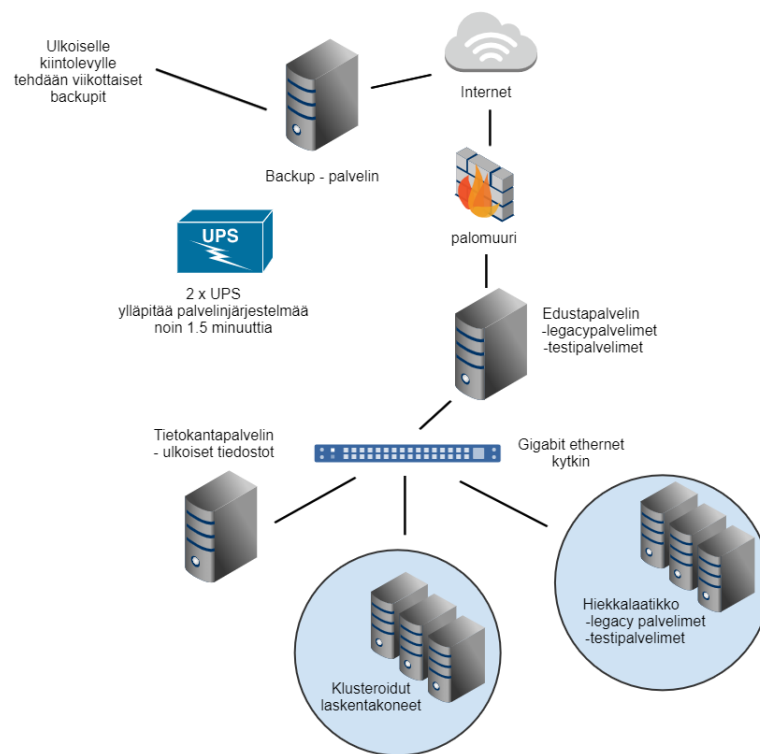 Ulkoiselle
kiintolevylle
tehdään viikottaiset
backupit
Internet
Backup - palvelin
palomuuri
UPS
2 x UPS
ylläpitää palvelinjärjestelmää
noin 1.5 minuuttia
Edustapalvelin
-legacypalvelimet
-testipalvelimet
Tietokantapalvelin
- ulkoiset tiedostot
Gigabit ethernet
kytkin
Hiekkalaatikko
-legacy palvelimet
-testipalvelimet
Klusteroidut
laskentakoneet